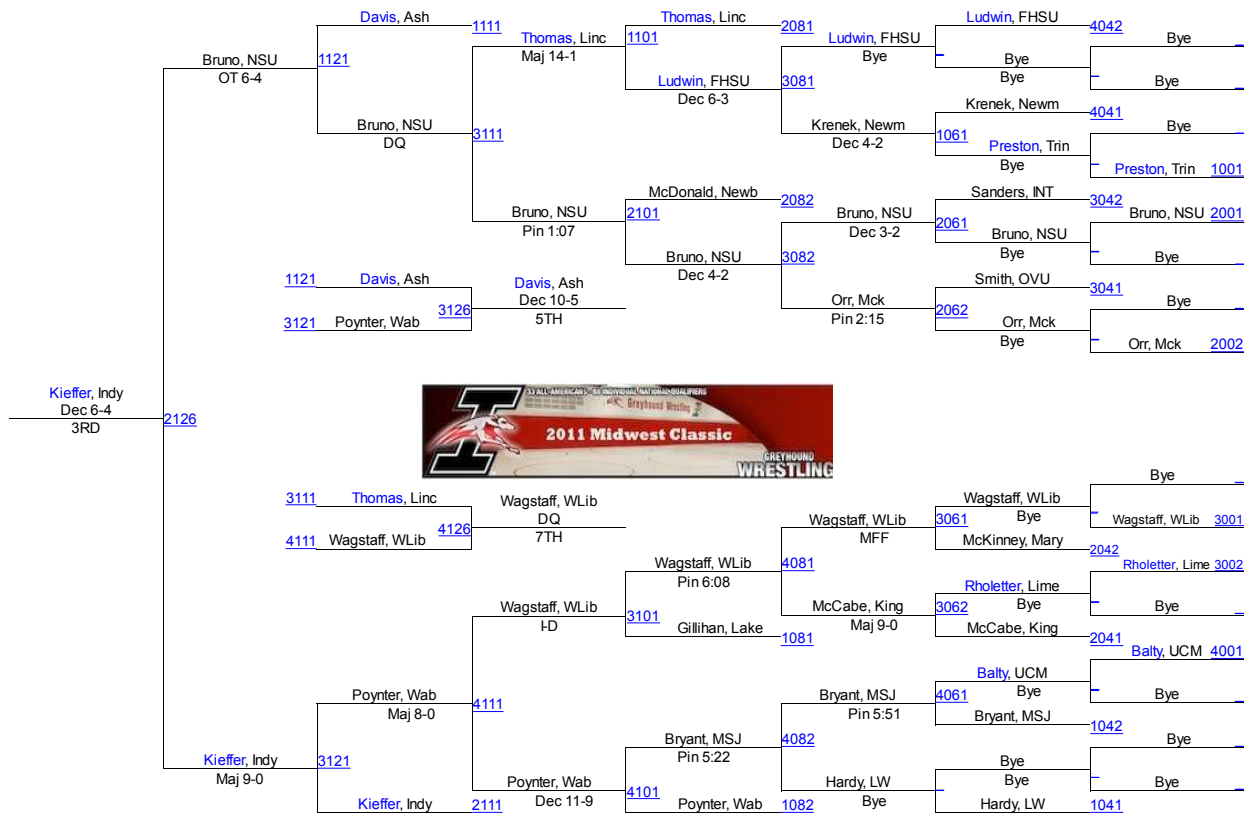 Davis, Ash 1111
Thomas, Linc 2081
Ludwin, FHSU 4042
Bye
Bruno, NSU 1121
OT 6-4
Thomas, Linc 1101
Maj 14-1
Ludwin, FHSU
Bye
Bye
Bye
Bye
Ludwin, FHSU 3081
Dec 6-3
Krenek, Newm 4041
Bruno, NSU 3111
DQ
Krenek, Newm 1061
Dec 4-2
Bye
Preston, Trin
Bye
Preston, Trin 1001
McDonald, Newb 2082
Sanders, INT 3042
Bruno, NSU 2001
Bruno, NSU 2101
Pin 1:07
Bruno, NSU 2061
Dec 3-2
Bruno, NSU
Bye
Bye
Bruno, NSU 3082
Dec 4-2
1121 Davis, Ash
Davis, Ash
Dec 10-5
5TH
3126
3121 Poynter, Wab
Smith, OVU 3041
Bye
Orr, Mck 2062
Pin 2:15
Orr, Mck
Bye
Orr, Mck 2002
Kieffer, Indy
Dec 6-4
3RD
2126
33 ALL-AMERICANS - 66 INDIVIDUAL NATIONAL QUALIFIERS
Greyhound Wrestling
2011 Midwest Classic
GREYHOUND
WRESTLING
3111 Thomas, Linc
Wagstaff, WLib
DQ
7TH
4126
4111 Wagstaff, WLib
Bye
Wagstaff, WLib 3061
Bye
Wagstaff, WLib 3001
Wagstaff, WLib
MFF
McKinney, Mary 2042
Wagstaff, WLib 4081
Pin 6:08
Rholetter, Lime 3002
Rholetter, Lime 3062
Bye
Bye
Wagstaff, WLib 3101
I-D
McCabe, King
Maj 9-0
Gillihan, Lake 1081
McCabe, King 2041
Balty, UCM 4001
Balty, UCM 4061
Bye
Bye
Poynter, Wab 4111
Maj 8-0
Bryant, MSJ
Pin 5:51
Bryant, MSJ 1042
Bryant, MSJ 4082
Pin 5:22
Bye
Kieffer, Indy 3121
Maj 9-0
Bye
Bye
Bye
Poynter, Wab 4101
Dec 11-9
Hardy, LW
Bye
Kieffer, Indy 2111
Poynter, Wab 1082
Hardy, LW 1041